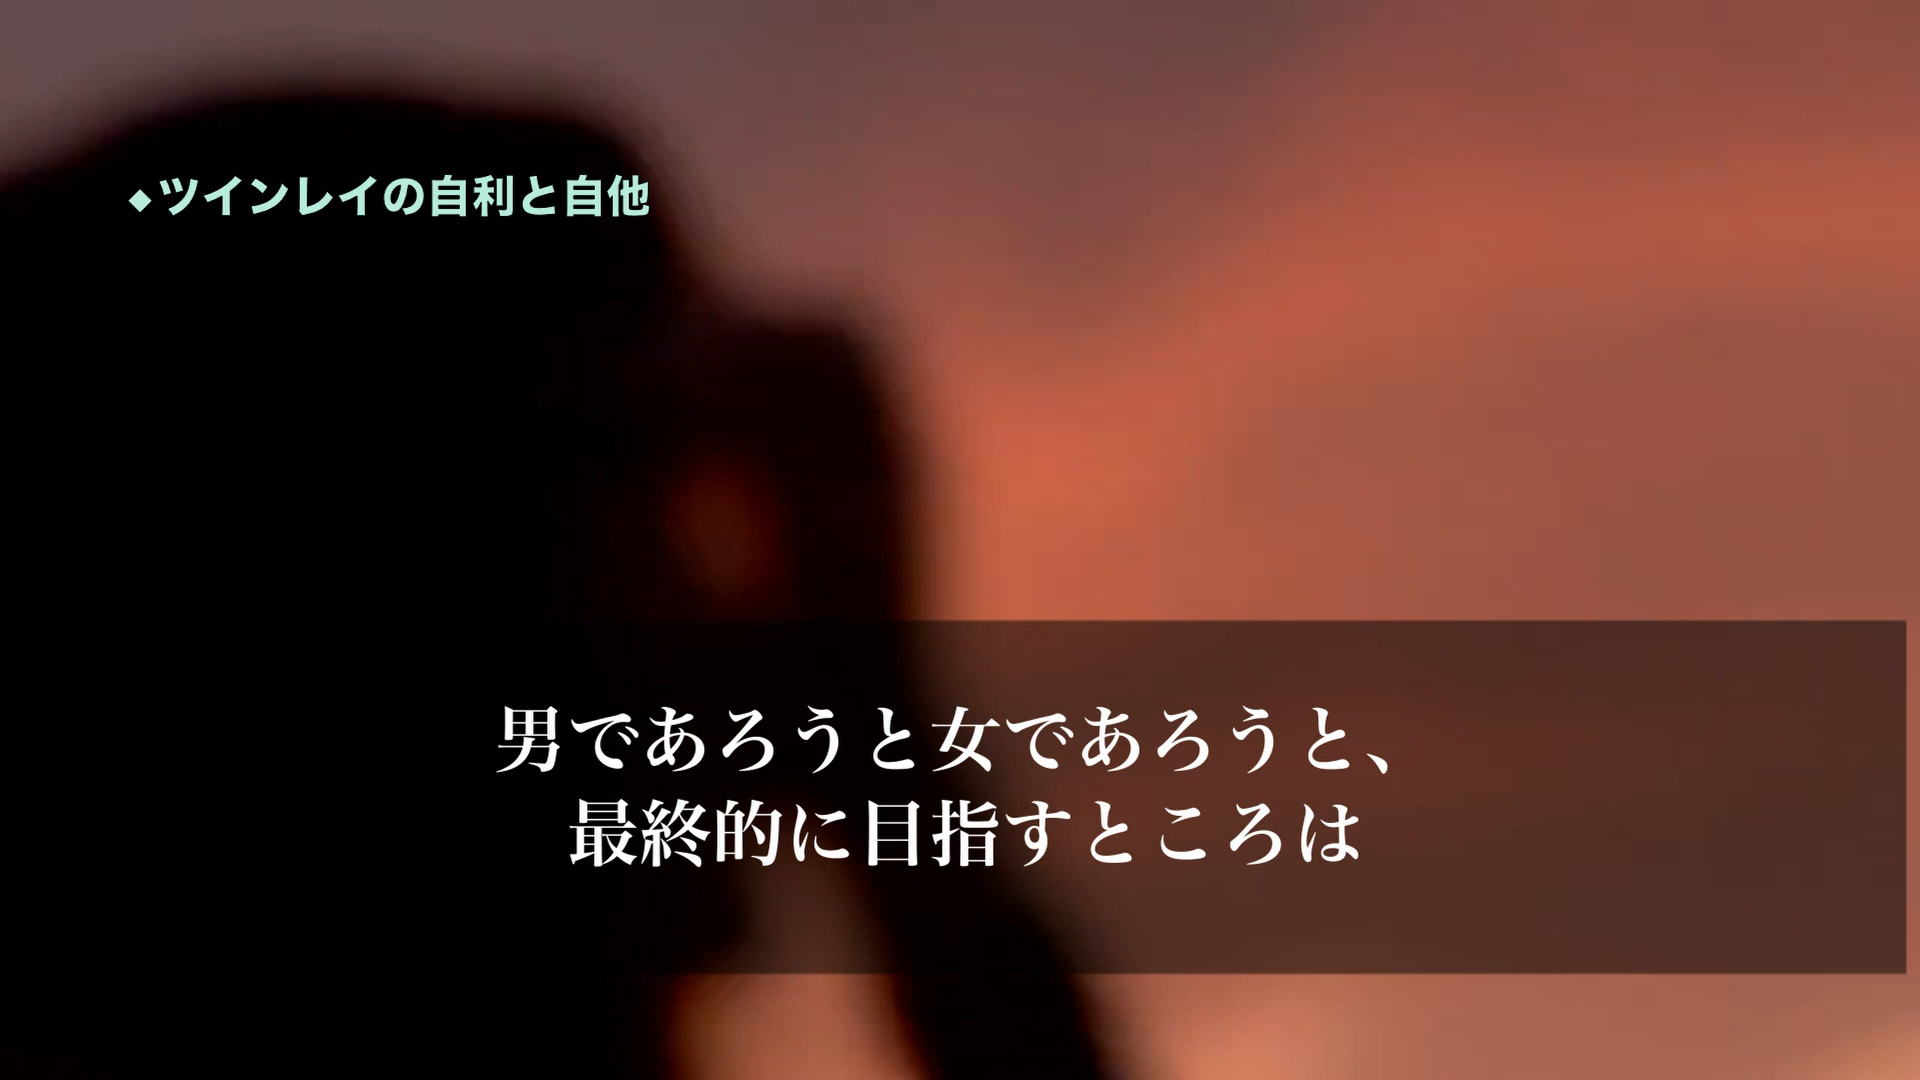 ◆ツインレイの自利と自他
男であろうと女であろうと、
最終的に目指すところは